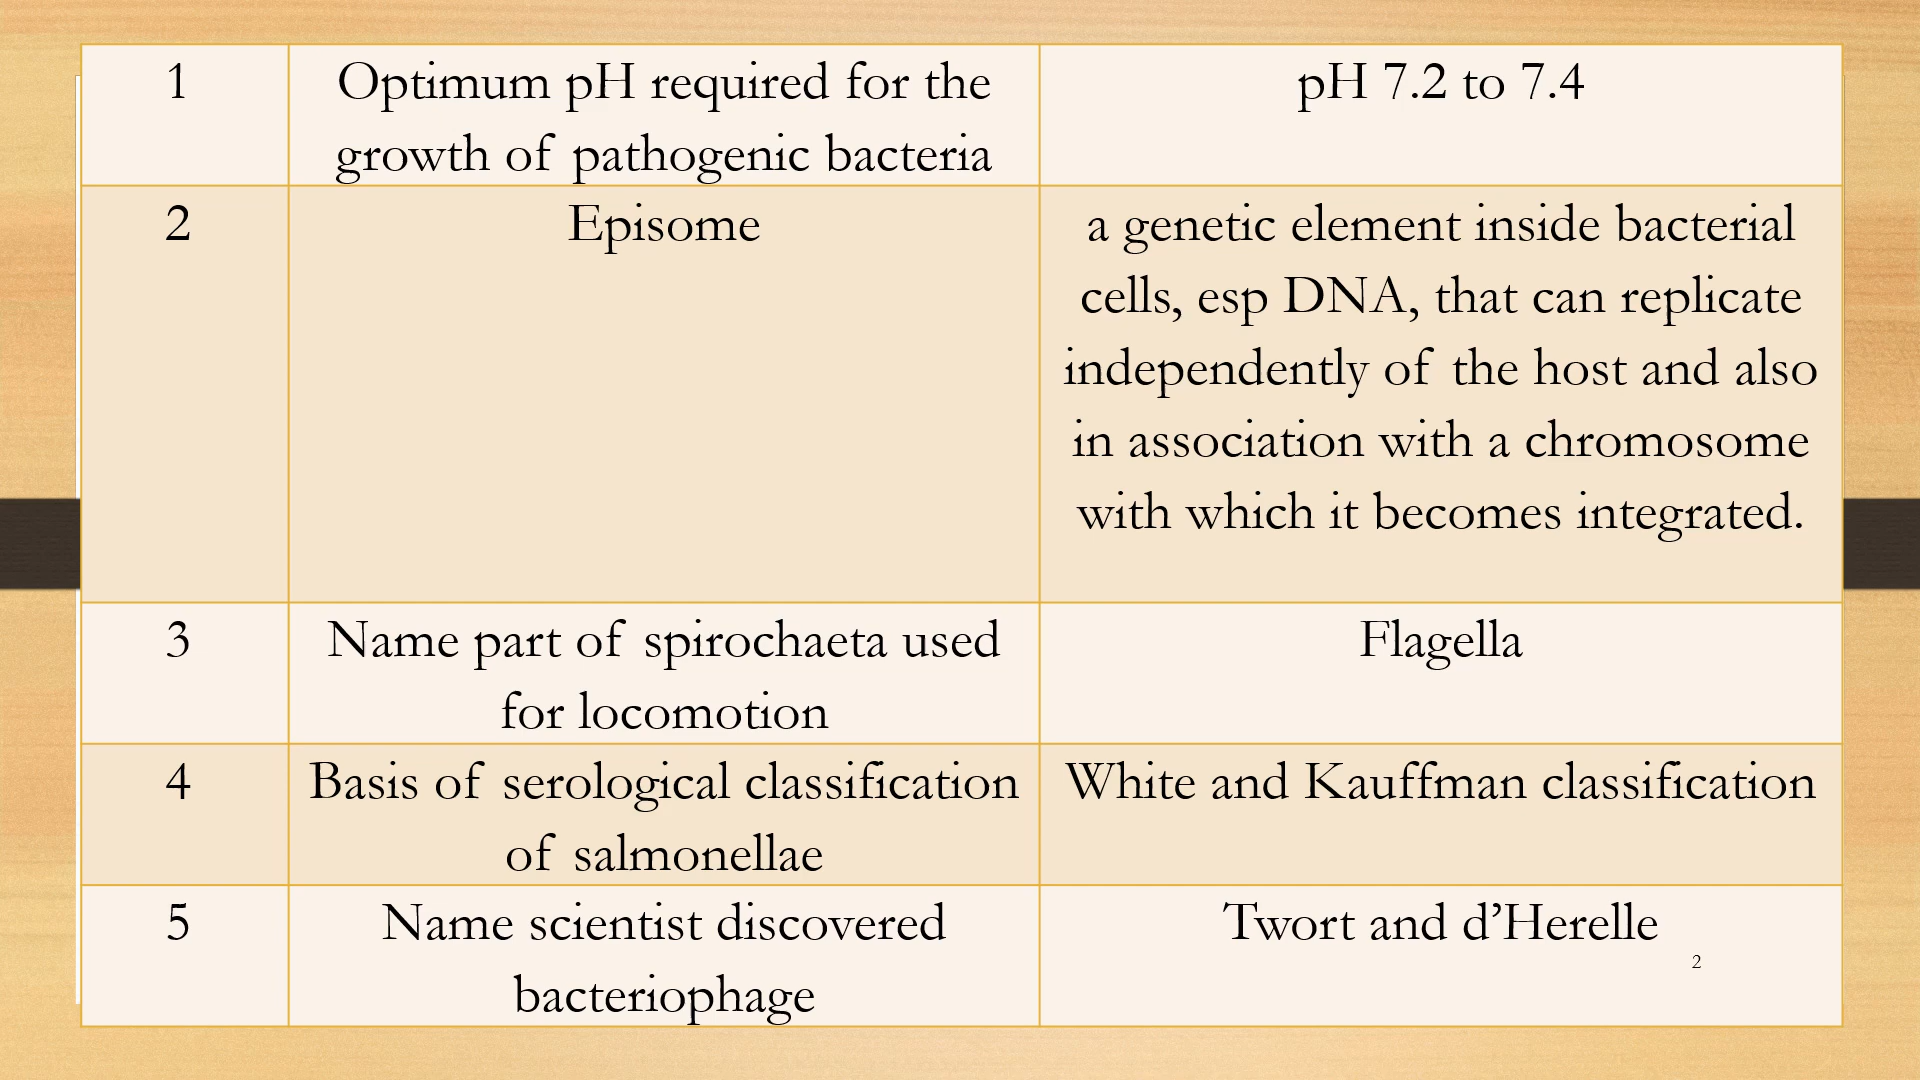 1
Optimum pH required for the
growth of pathogenic bacteria
pH 7.2 to 7.4
2
Episome
a genetic element inside bacterial
cells, esp DNA, that can replicate
independently of the host and also
in association with a chromosome
with which it becomes integrated.
3
Name part of spirochaeta used
for locomotion
Flagella
4
Basis of serological classification
of salmonellae
White and Kauffman classification
5
Name scientist discovered
bacteriophage
Twort and d’Herelle
2